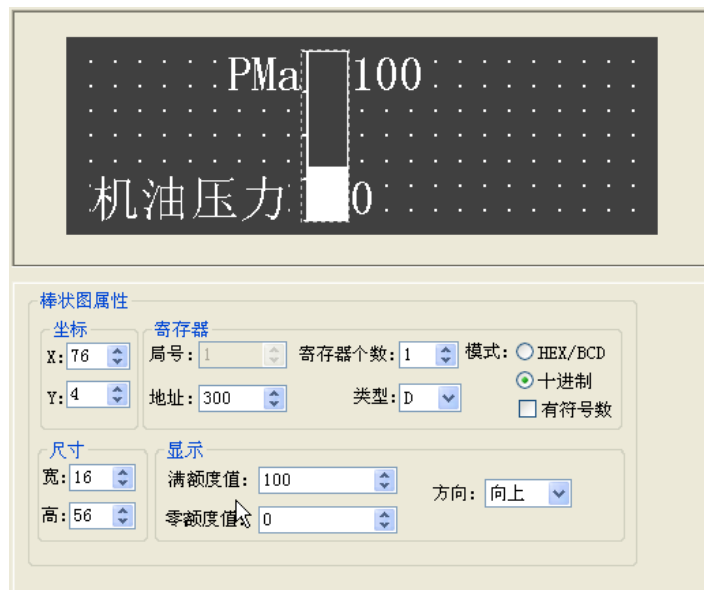 PMa 100
机油压力 0
棒状图属性
坐标 寄存器
X: 76 局号: 1 寄存器个数: 1 模式: HEX/BCD
十进制
Y: 4 地址: 300 类型: D 有符号数
尺寸 显示
宽: 16 满额度值: 100
方向: 向上
高: 56 零额度值 0